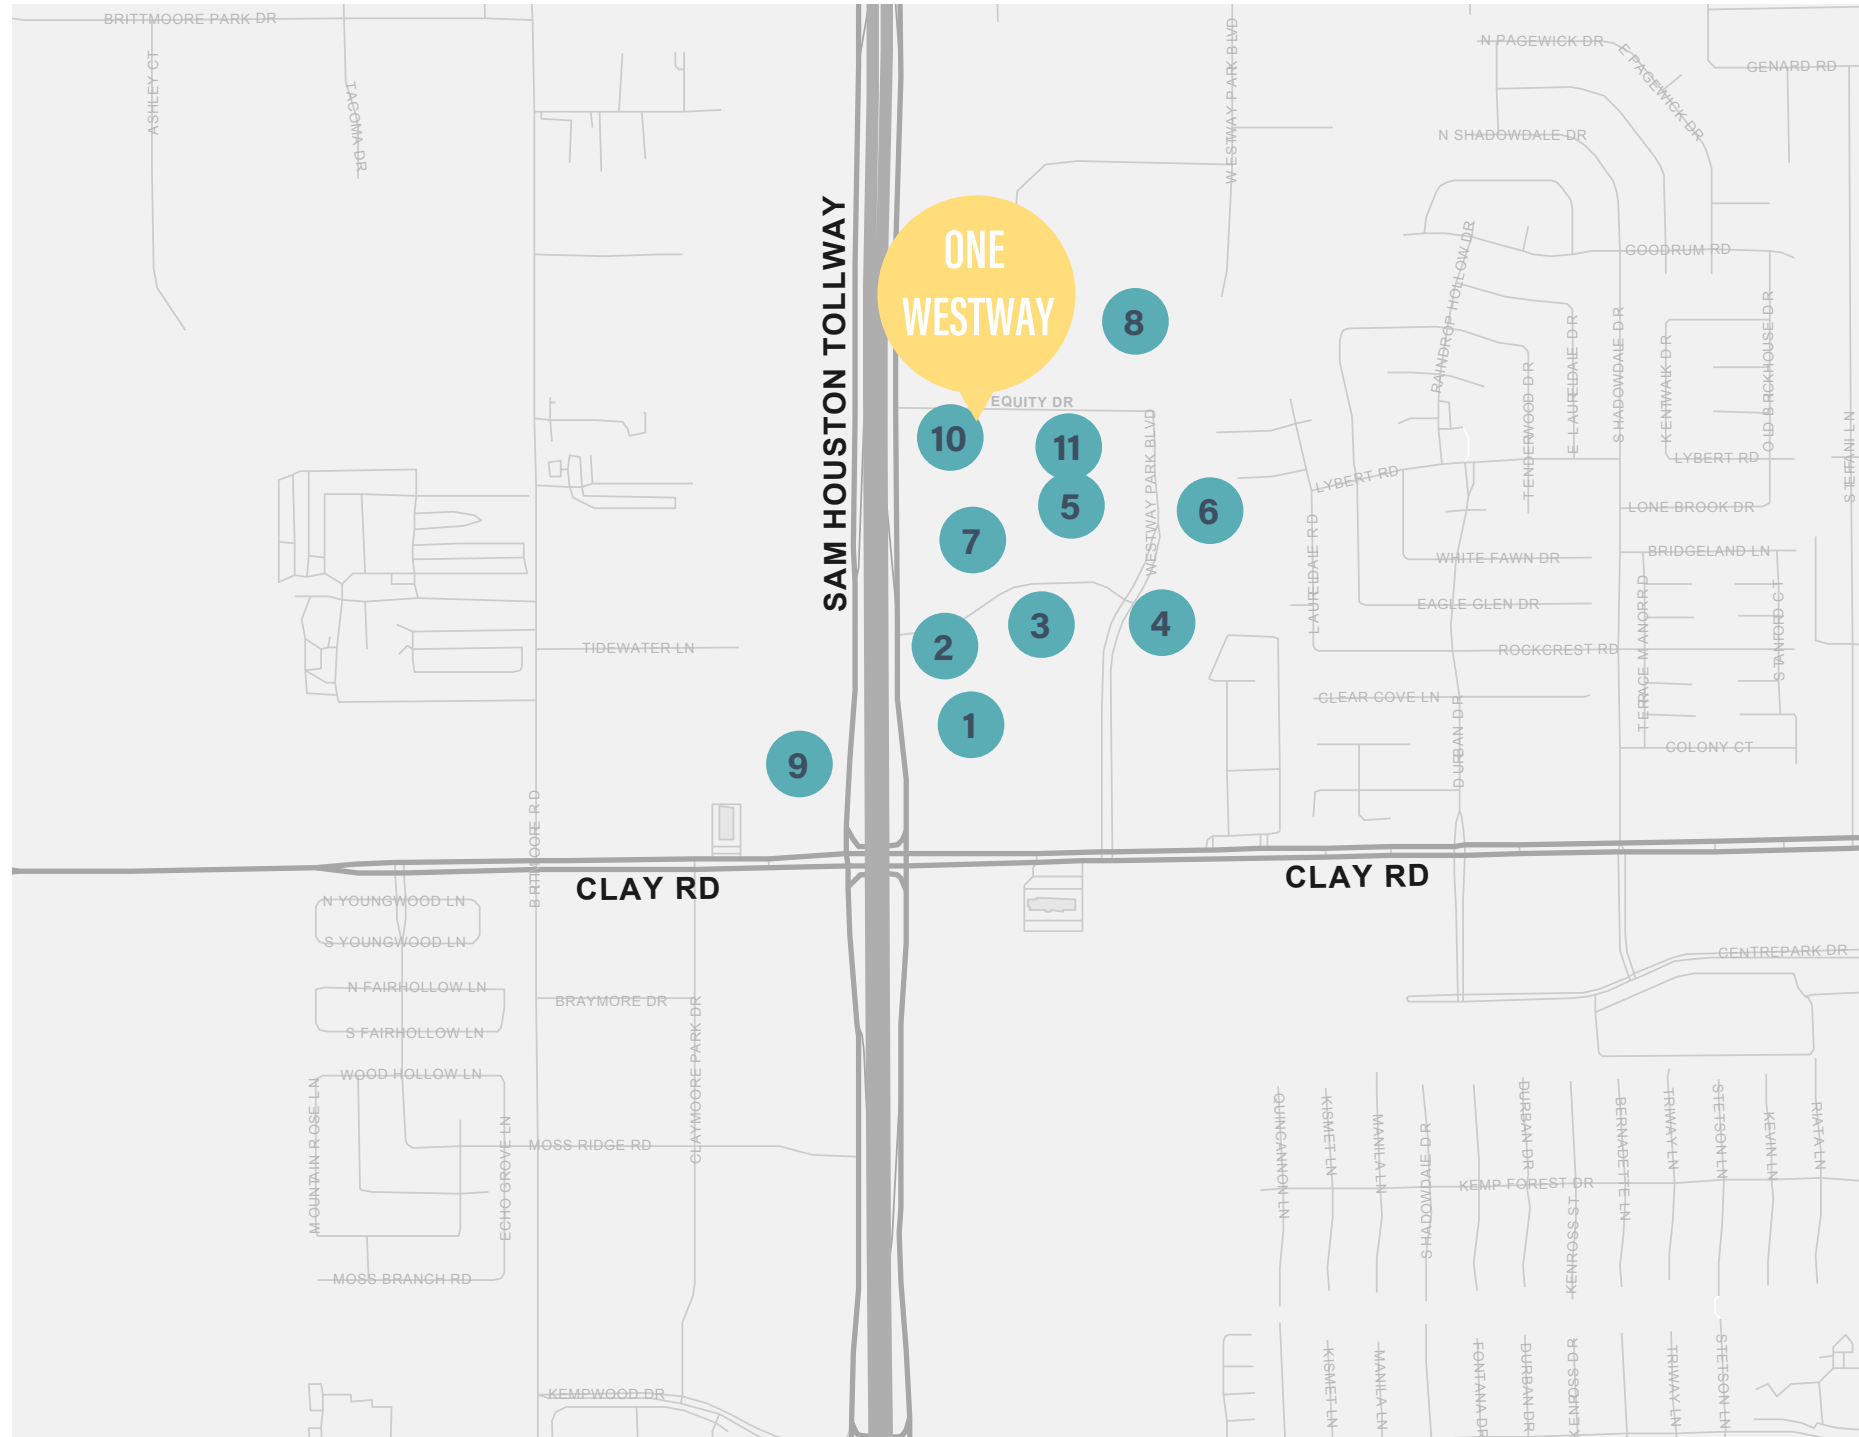 BRITTMOORE PARK DR
ASHLEY CT
TACOMA DR
WESTWAY PARK BLVD
N PAGEWICK DR
E PAGEWICK DR
GENARD RD
N SHADOWDALE DR
SAM HOUSTON TOLLWAY
ONE
WESTWAY
8
RAINDROP HOLLOW DR
GOODRUM RD
E LAURELDALE DR
SHADOWDALE DR
KENTWALK DR
OLD BRICKHOUSE DR
TENDERWOOD DR
STEFANI LN
EQUITY DR
10
11
WESTWAY PARK BLVD
LYBERT RD
LYBERT RD
5
6
7
LONE BROOK DR
LAURELDALE RD
WHITE FAWN DR
BRIDGELAND LN
EAGLE GLEN DR
TERRACE MANOR RD
STANFORD CT
2
3
4
TIDEWATER LN
ROCKCREST RD
CLEAR COVE LN
DURBAN DR
1
COLONY CT
9
BRITTMOORE RD
CLAY RD
CLAY RD
N YOUNGWOOD LN
S YOUNGWOOD LN
CENTREPARK DR
N FAIRHOLLOW LN
BRAYMORE DR
S FAIRHOLLOW LN
CLAYMOORE PARK DR
WOOD HOLLOW LN
MOUNTAIN ROSE LN
ECHO GROVE LN
MOSS RIDGE RD
MOSS BRANCH RD
QUINCANNON LN
KISMET LN
MANILA LN
SHADOWDALE DR
DURBAN DR
KENROSS ST
BERNADETTE LN
TRIWAY LN
STETSON LN
KEVIN LN
RIATA LN
KEMP FOREST DR
KEMPWOOD DR
KISMET LN
MANILA LN
FONTANA DR
DURBAN DR
KENROSS DR
TRIWAY LN
STETSON LN